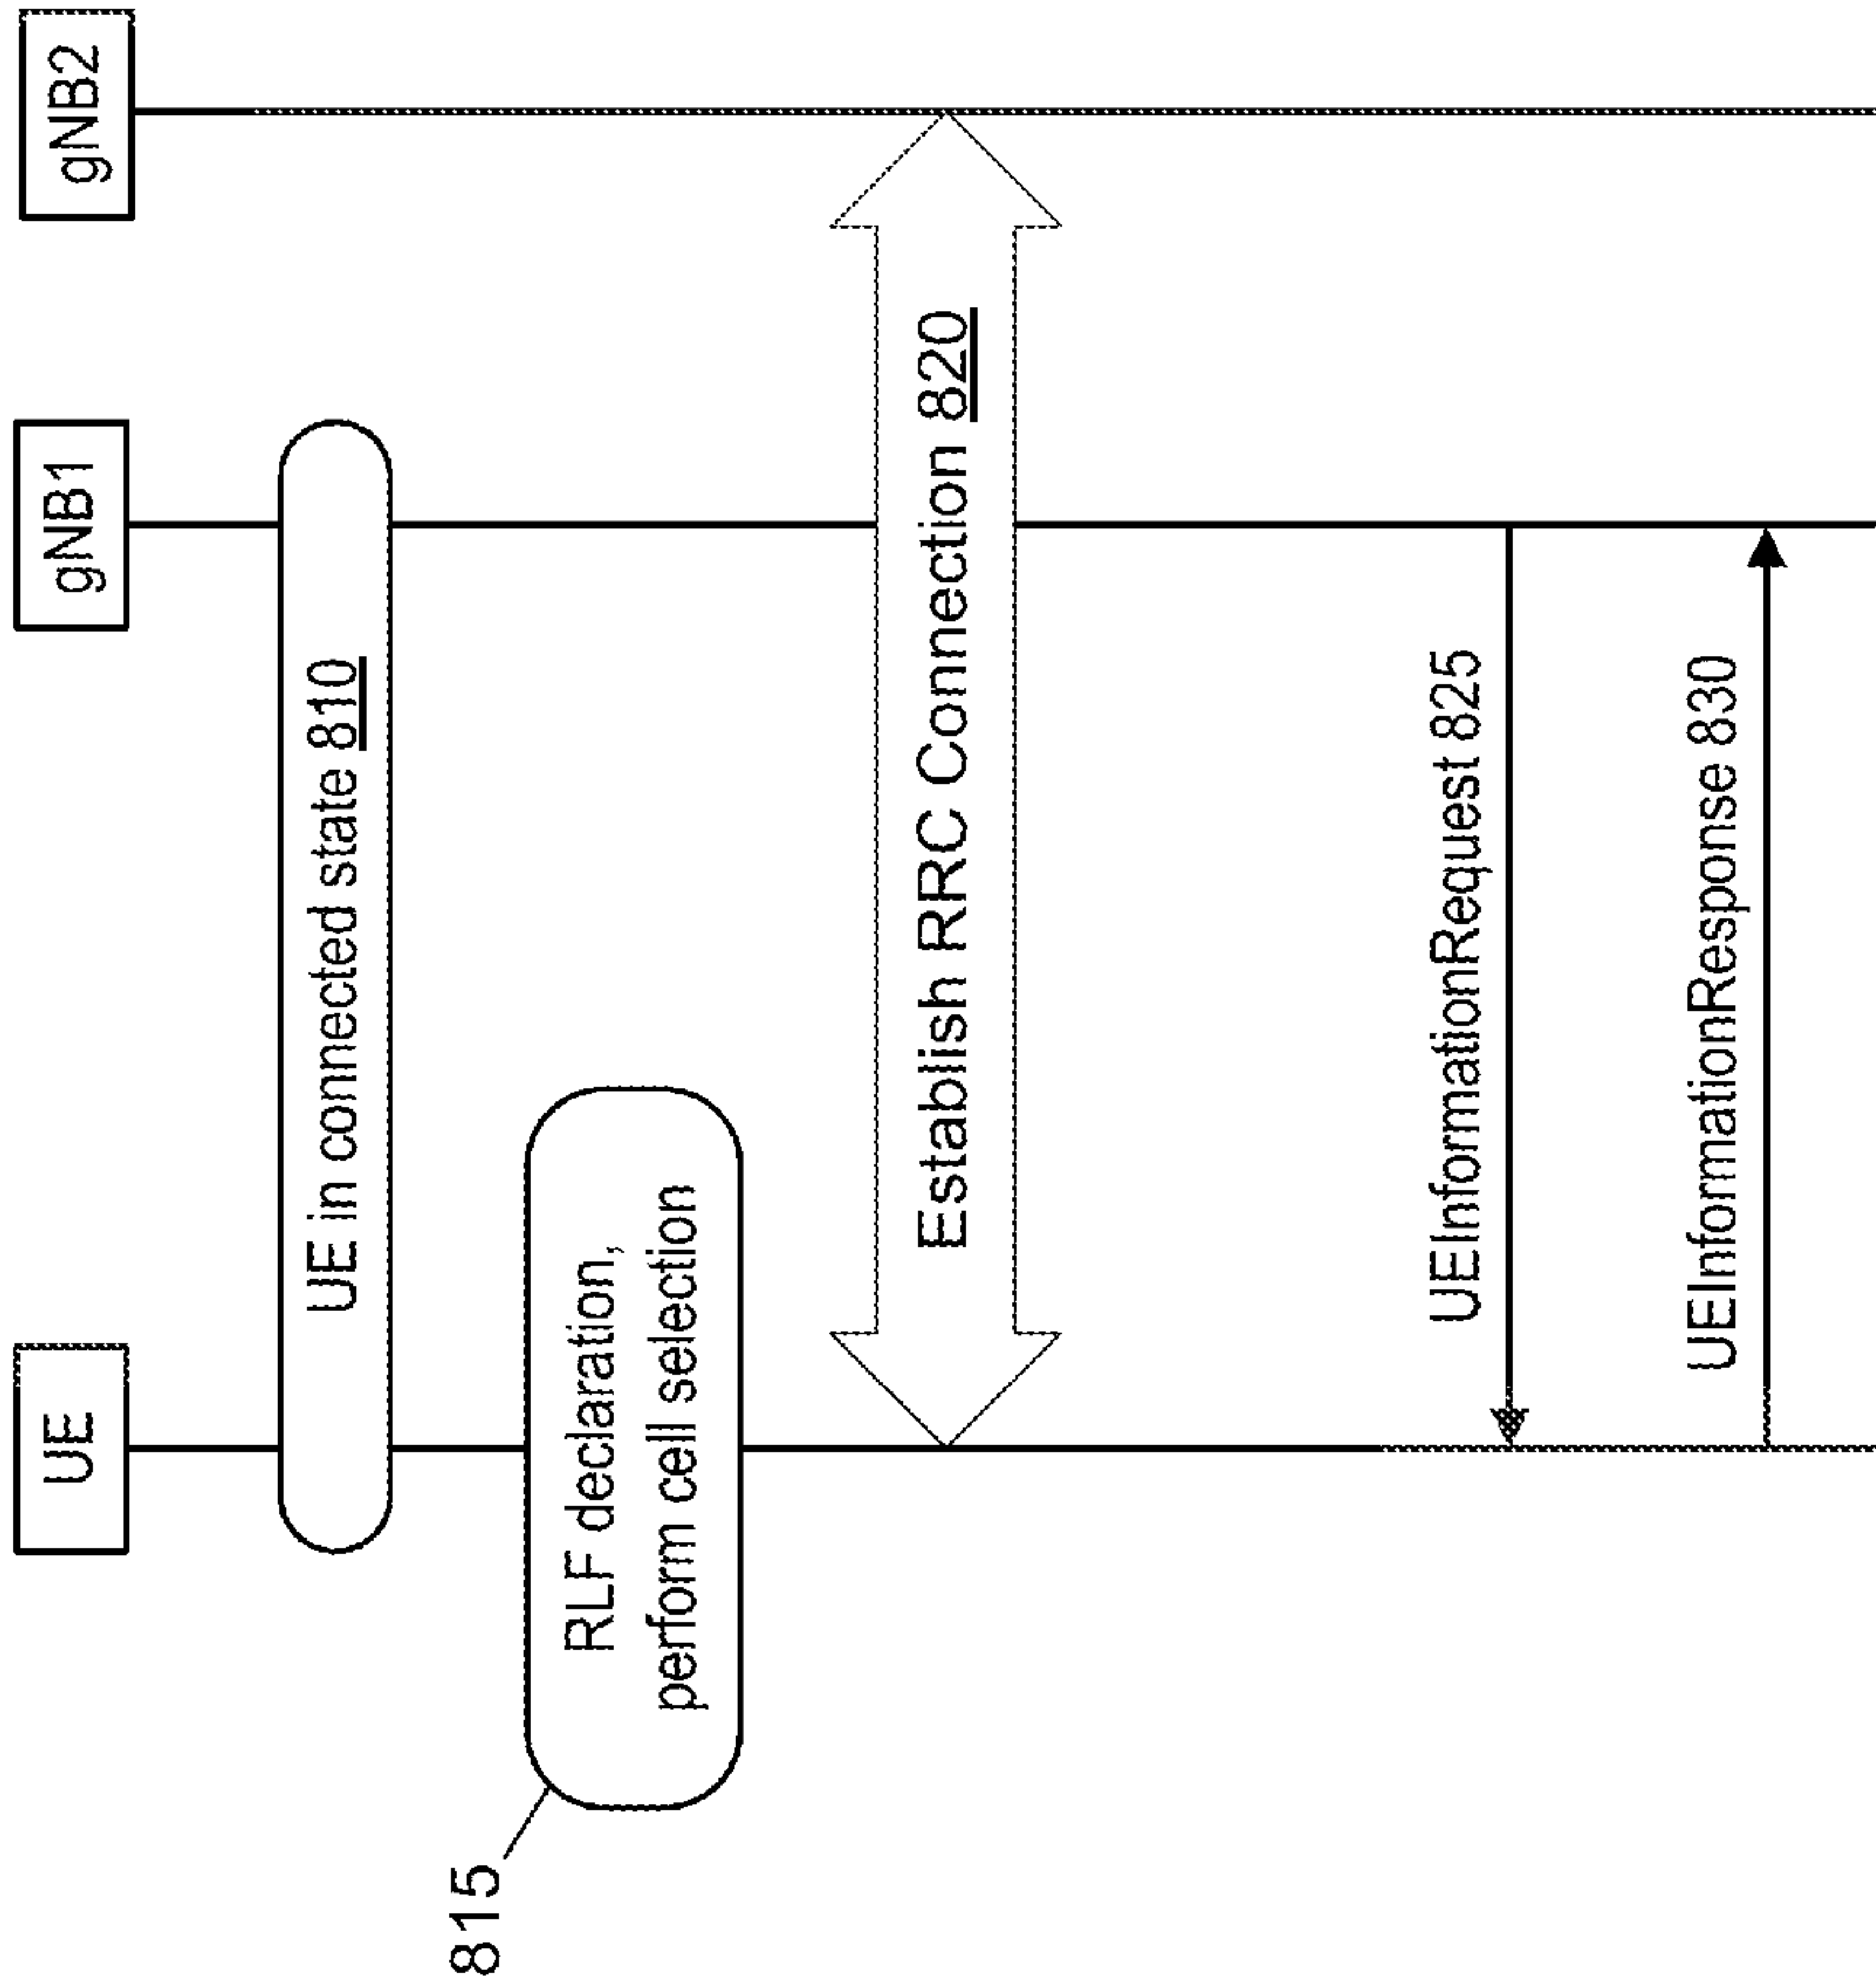 UE
gNB1
gNB2
UE in connected state 810
815
RLF declaration,
perform cell selection
Establish RRC Connection 820
UEInformationRequest 825
UEInformationResponse 830